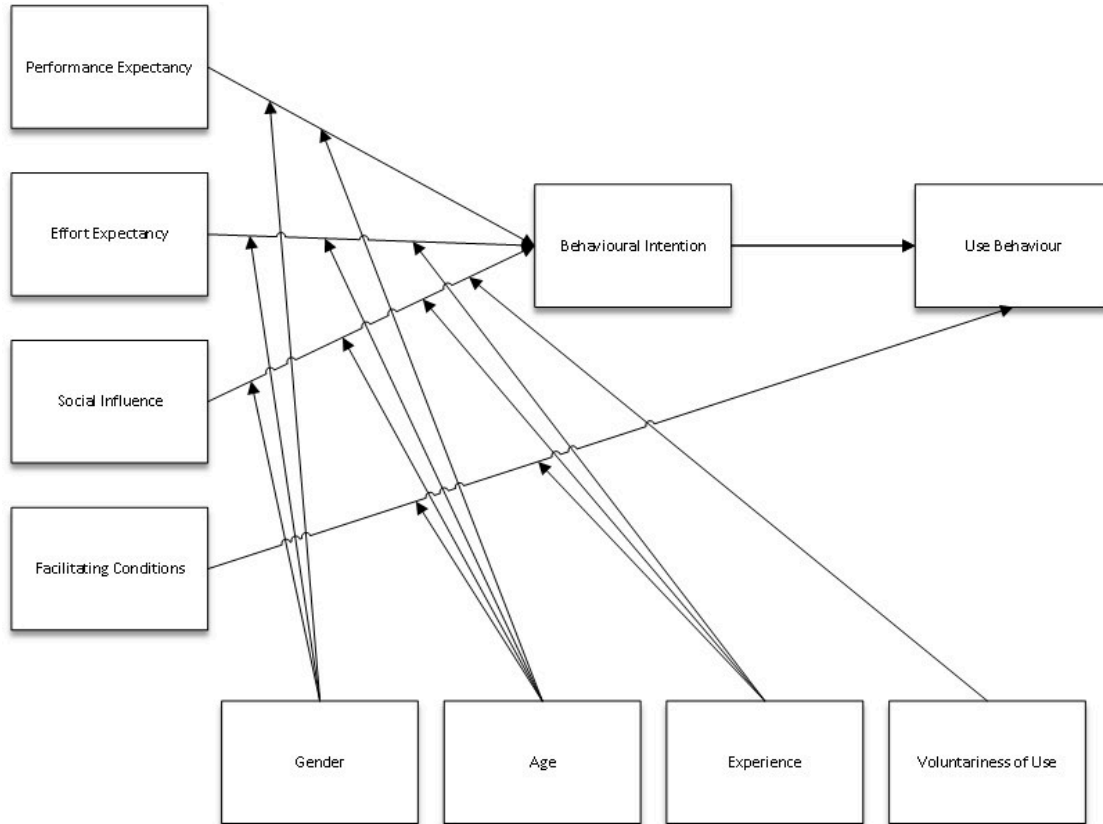 Performance Expectancy
Effort Expectancy
Behavioural Intention
Use Behaviour
Social Influence
Facilitating Conditions
Gender
Age
Experience
Voluntariness of Use